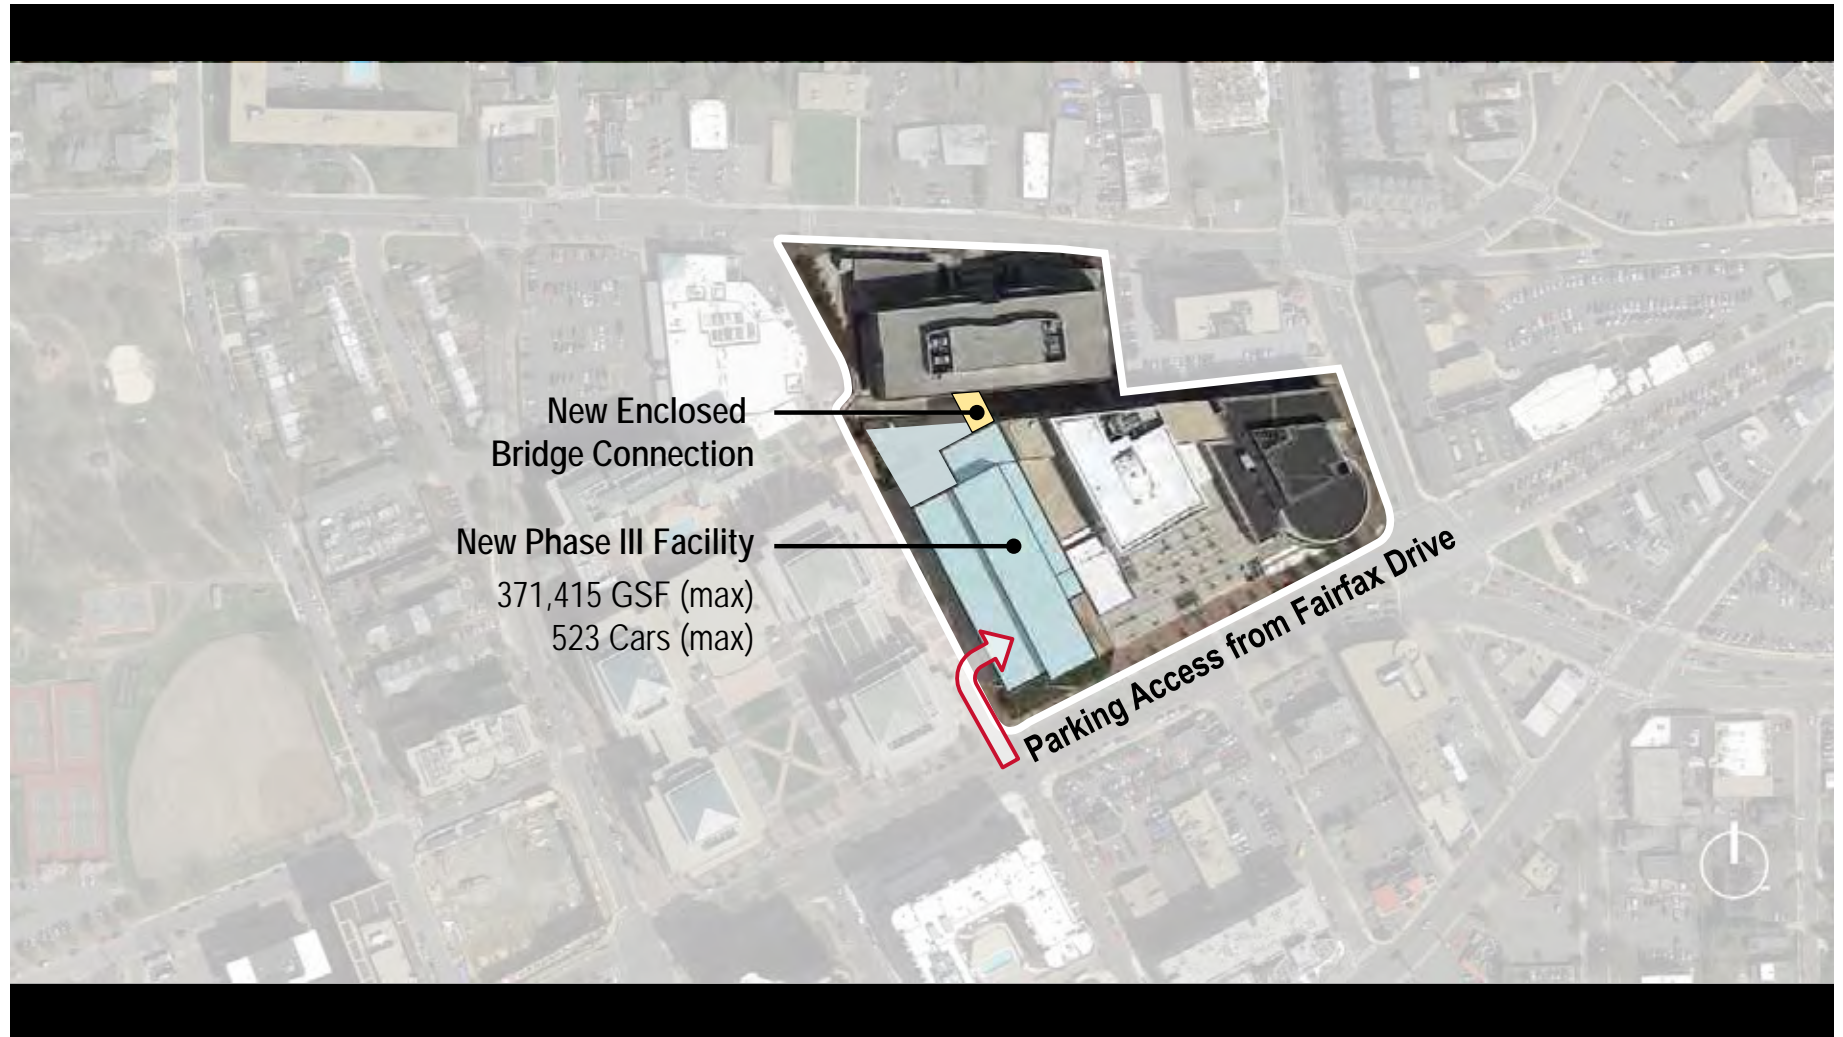 New Enclosed
Bridge Connection
New Phase III Facility
371,415 GSF (max)
523 Cars (max)
Parking Access from Fairfax Drive